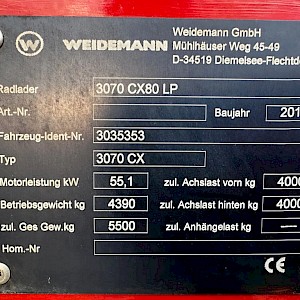 WEIDEMANN
Weidemann GmbH
Mühlhäuser Weg 45-49
D-34519 Diemelsee-Flechtdo
Radlader 3070 CX80 LP
Art.-Nr. Baujahr 201
Fahrzeug-Ident-Nr. 3035353
Typ 3070 CX
Motorleistung kW 55,1 zul. Achslast vorn kg 4000
Betriebsgewicht kg 4390 zul. Achslast hinten kg 4000
zul. Ges Gew.kg 5500 zul. Anhängelast kg —
Hom.-Nr
CE